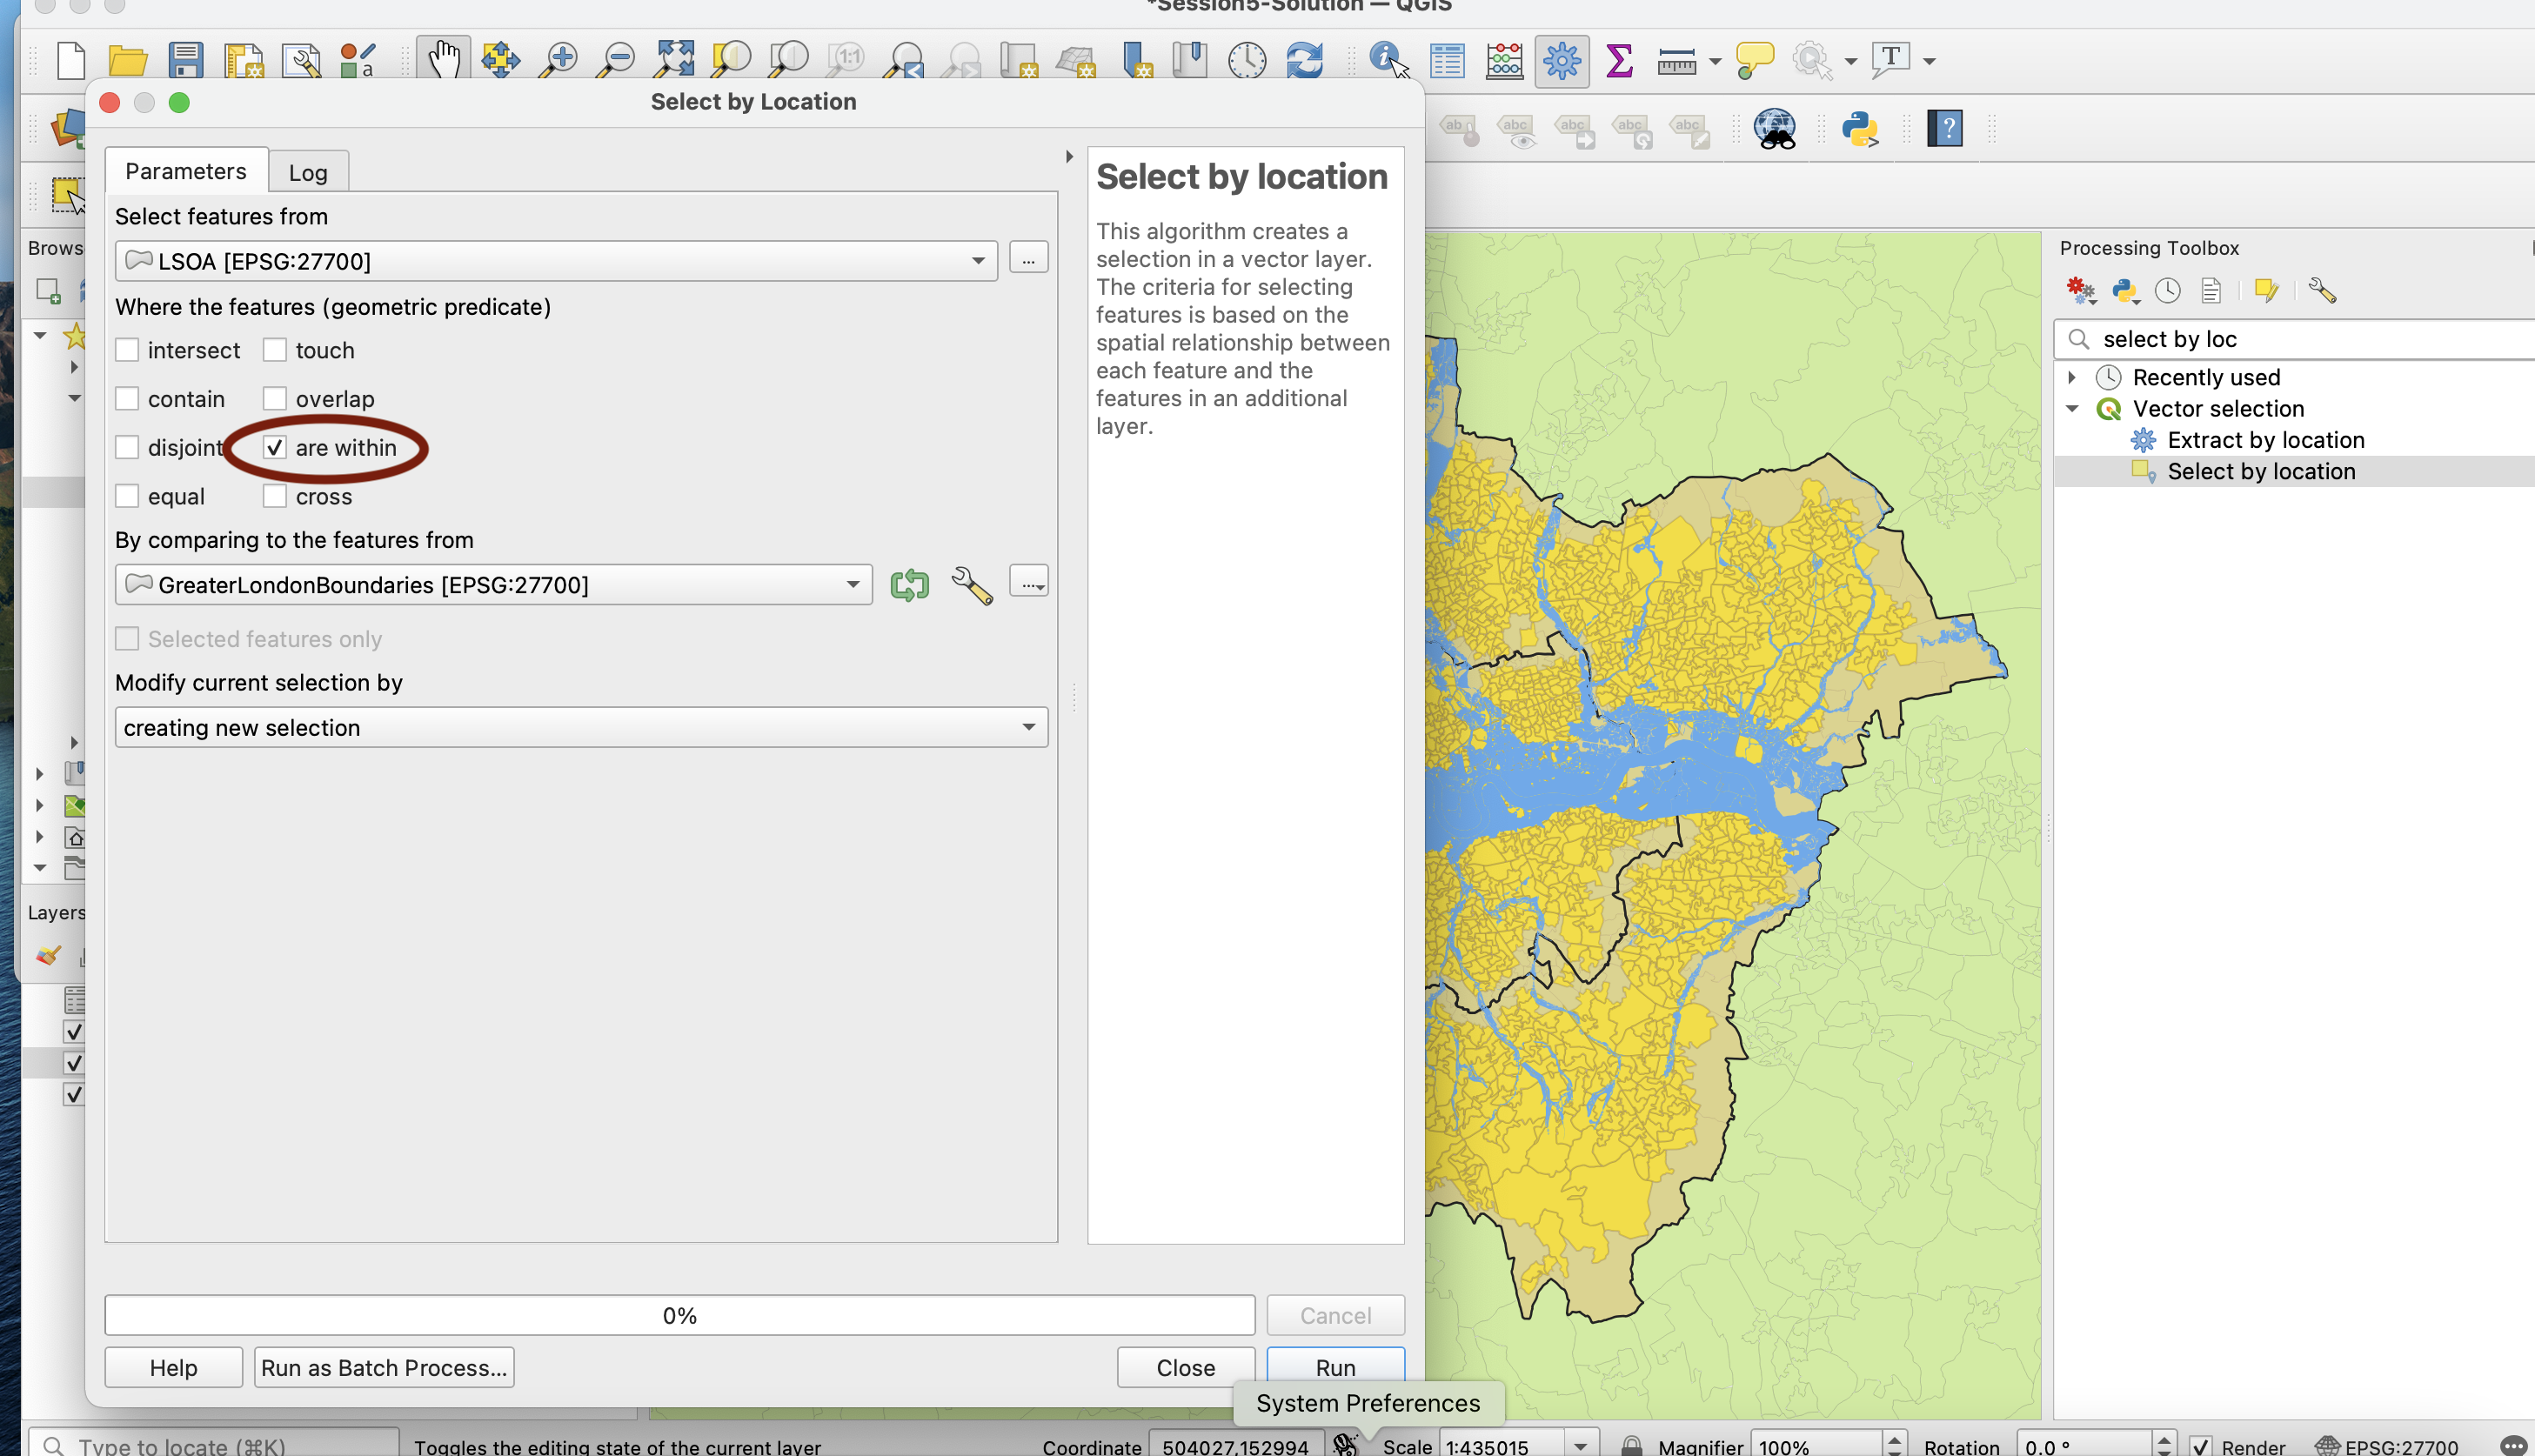 *Session5-Solution — QGIS
Select by Location
Parameters
Log
Select features from
LSOA [EPSG:27700]
...
Where the features (geometric predicate)
intersect
touch
contain
overlap
disjoint
are within
equal
cross
By comparing to the features from
GreaterLondonBoundaries [EPSG:27700]
...
Selected features only
Modify current selection by
creating new selection
Select by location
This algorithm creates a
selection in a vector layer.
The criteria for selecting
features is based on the
spatial relationship between
each feature and the
features in an additional
layer.
0%
Cancel
Help
Run as Batch Process...
Close
Run
System Preferences
Brows
Layers
1:1
a
T
abc
abc
abc
abc
?
Processing Toolbox
select by loc
Recently used
Vector selection
Extract by location
Select by location
Type to locate (⌘K)
Toggles the editing state of the current layer
Coordinate
504027,152994
Scale
1:435015
Magnifier
100%
Rotation
0.0 °
Render
EPSG:27700